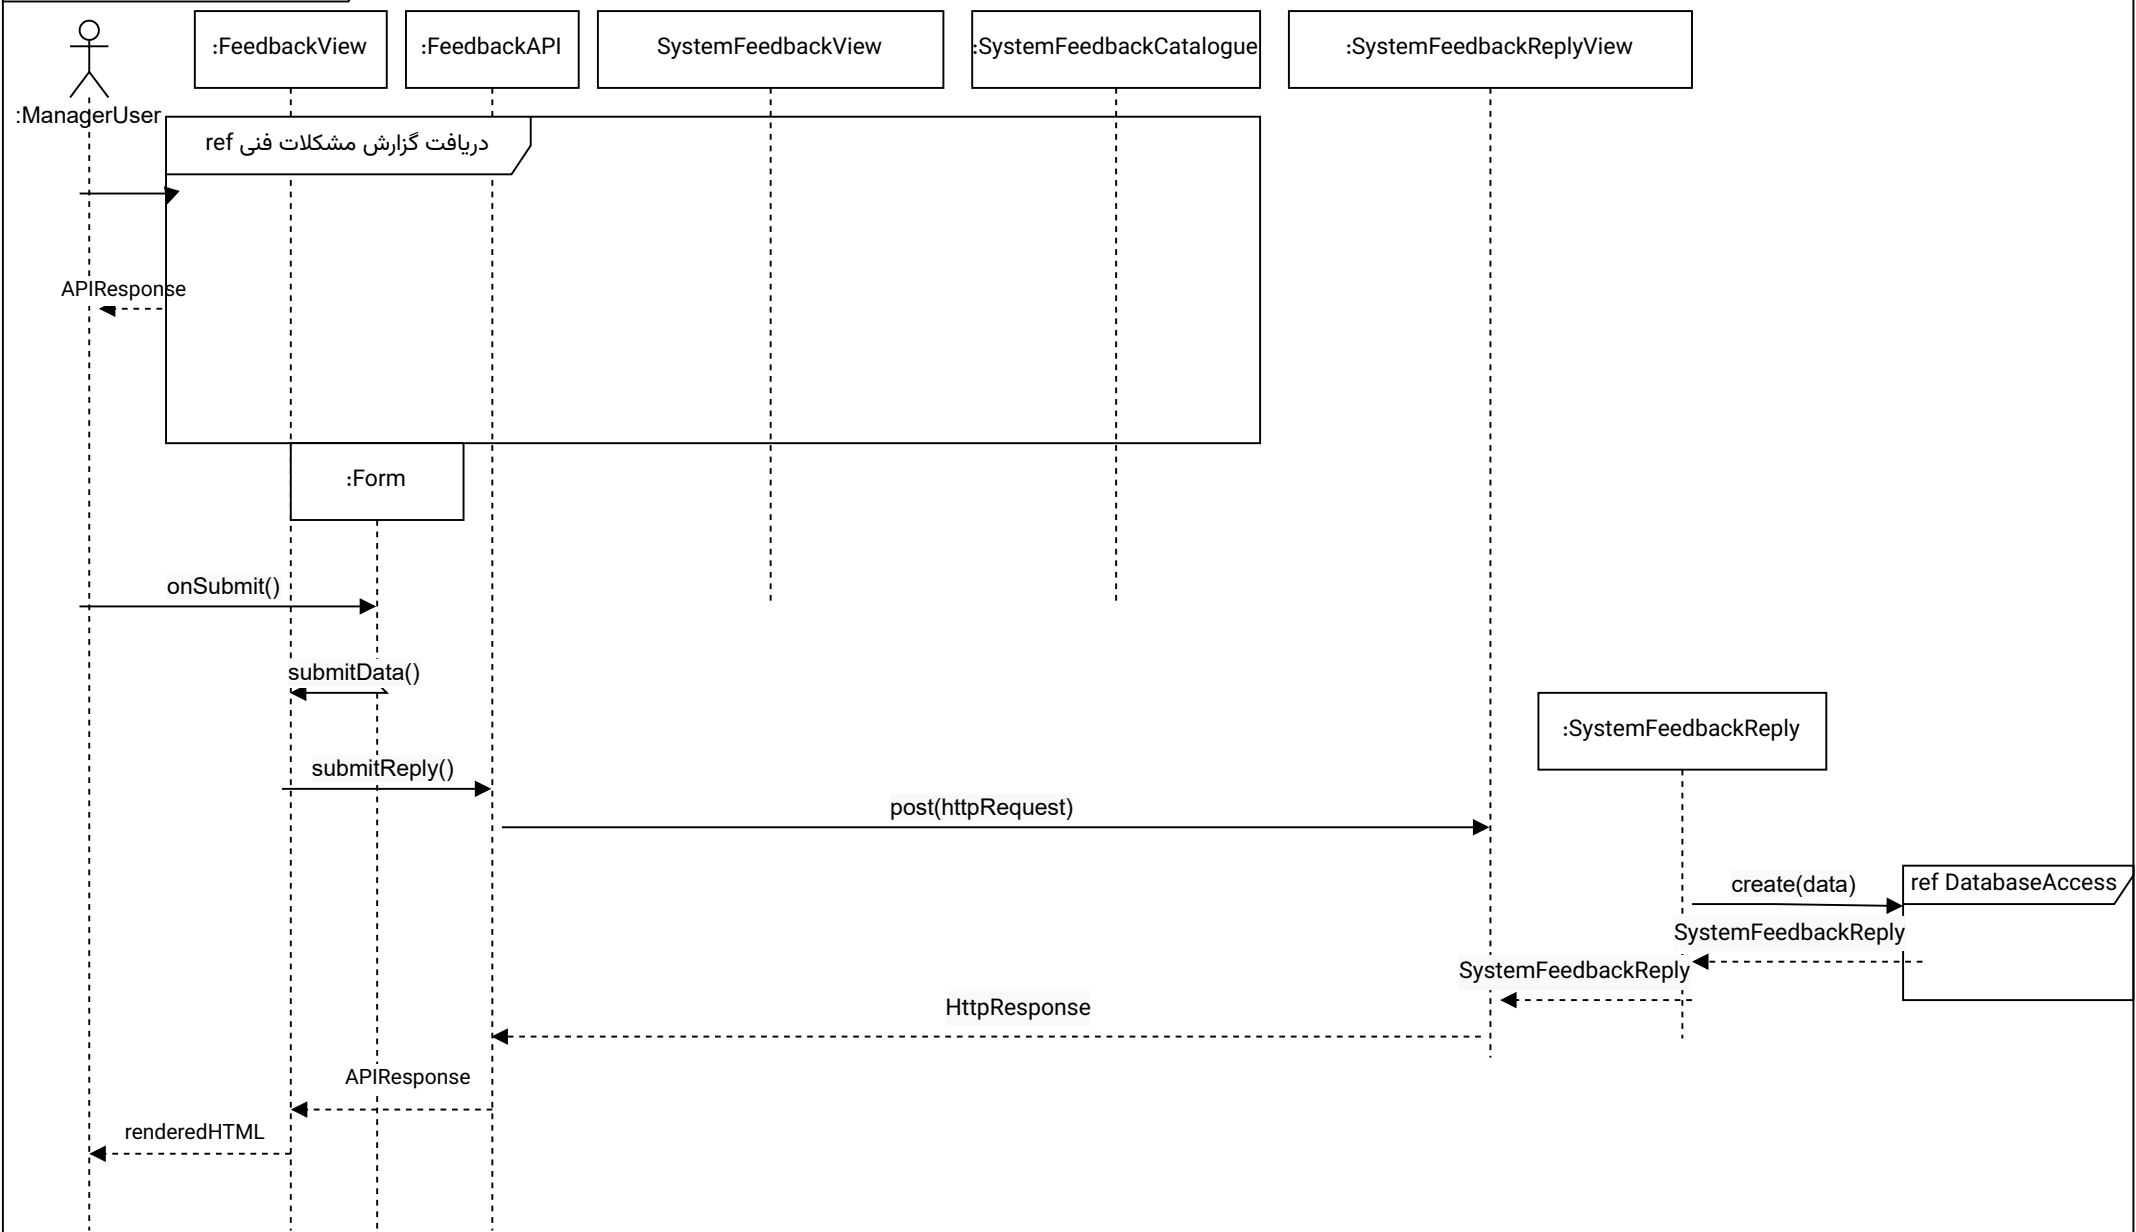 :FeedbackView
:FeedbackAPI
SystemFeedbackView
:SystemFeedbackCatalogue
:SystemFeedbackReplyView
:ManagerUser
ref دریافت گزارش مشکلات فنی
APIResponse
:Form
onSubmit()
submitData()
:SystemFeedbackReply
submitReply()
post(httpRequest)
create(data)
ref DatabaseAccess
SystemFeedbackReply
SystemFeedbackReply
HttpResponse
APIResponse
renderedHTML